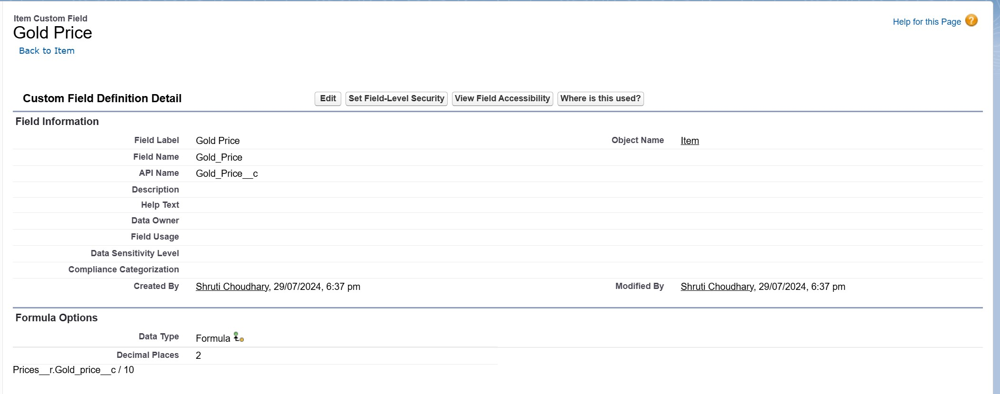 Item Custom Field
Gold Price
Help for this Page ?
Back to Item
Custom Field Definition Detail Edit Set Field-Level Security View Field Accessibility Where is this used?
Field Information
Field Label Gold Price Object Name Item
Field Name Gold_Price
API Name Gold_Price__c
Description
Help Text
Data Owner
Field Usage
Data Sensitivity Level
Compliance Categorization
Created By Shruti Choudhary, 29/07/2024, 6:37 pm Modified By Shruti Choudhary, 29/07/2024, 6:37 pm
Formula Options
Data Type Formula
Decimal Places 2
Prices__r.Gold_price__c / 10